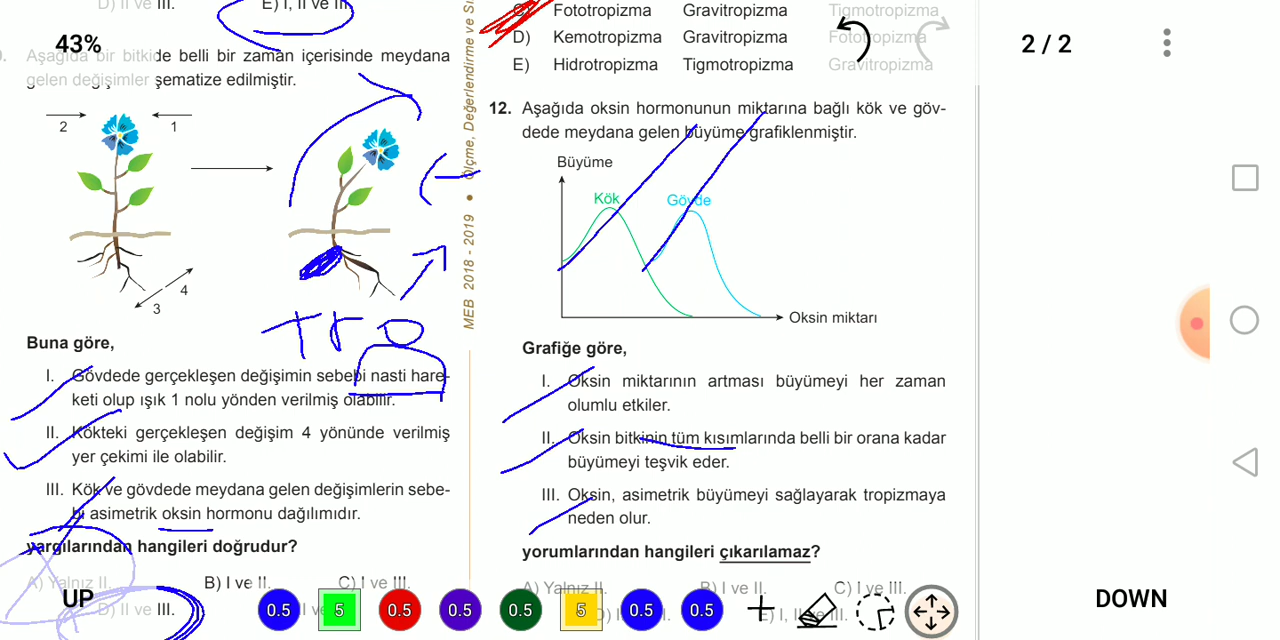 D) II ve III.
E) I, II ve III
43%
9. Aşağıda bir bitkide belli bir zaman içerisinde meydana
gelen değişimler şematize edilmiştir.
2
1
4
3
Buna göre,
I. Gövdede gerçekleşen değişimin sebebi nasti hare-
keti olup ışık 1 nolu yönden verilmiş olabilir.
II. Kökteki gerçekleşen değişim 4 yönünde verilmiş
yer çekimi ile olabilir.
III. Kök ve gövdede meydana gelen değişimlerin sebe-
bi asimetrik oksin hormonu dağılımıdır.
yargılarından hangileri doğrudur?
A) Yalnız II.
B) I ve II.
C) I ve III.
D) II ve III.
UP
MEB 2018 - 2019 • Ölçme, Değerlendirme ve Sı
C) Fototropizma Gravitropizma Tigmotropizma
D) Kemotropizma Gravitropizma Fototropizma
E) Hidrotropizma Tigmotropizma Gravitropizma
12. Aşağıda oksin hormonunun miktarına bağlı kök ve göv-
dede meydana gelen büyüme grafiklenmiştir.
Büyüme
Kök
Gövde
Oksin miktarı
Grafiğe göre,
I. Oksin miktarının artması büyümeyi her zaman
olumlu etkiler.
II. Oksin bitkinin tüm kısımlarında belli bir orana kadar
büyümeyi teşvik eder.
III. Oksin, asimetrik büyümeyi sağlayarak tropizmaya
neden olur.
yorumlarından hangileri çıkarılamaz?
A) Yalnız II.
B) I ve II.
C) I ve III.
E) I, II ve III.
0.5 5 0.5 0.5 0.5 5 0.5 0.5
2 / 2
DOWN